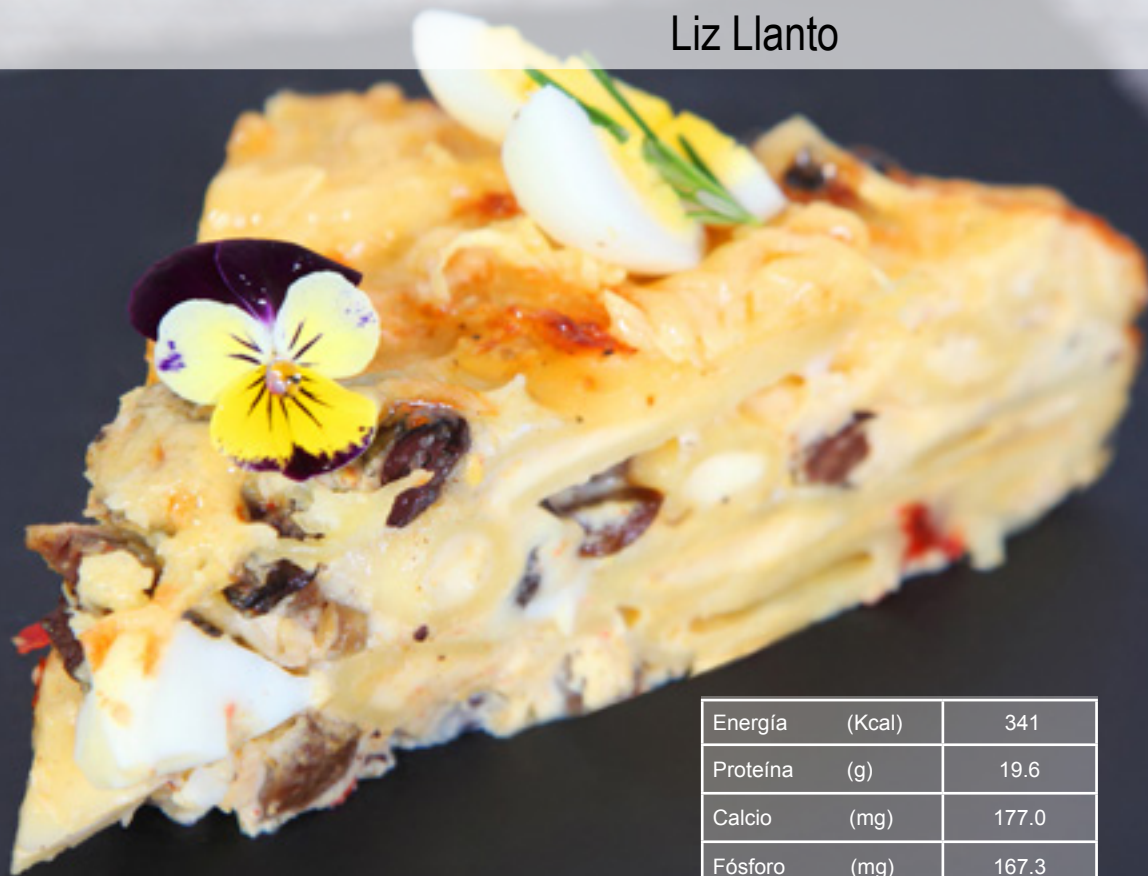 Liz Llanto
Energía (Kcal) 341
Proteína (g) 19.6
Calcio (mg) 177.0
Fósforo (mg) 167.3